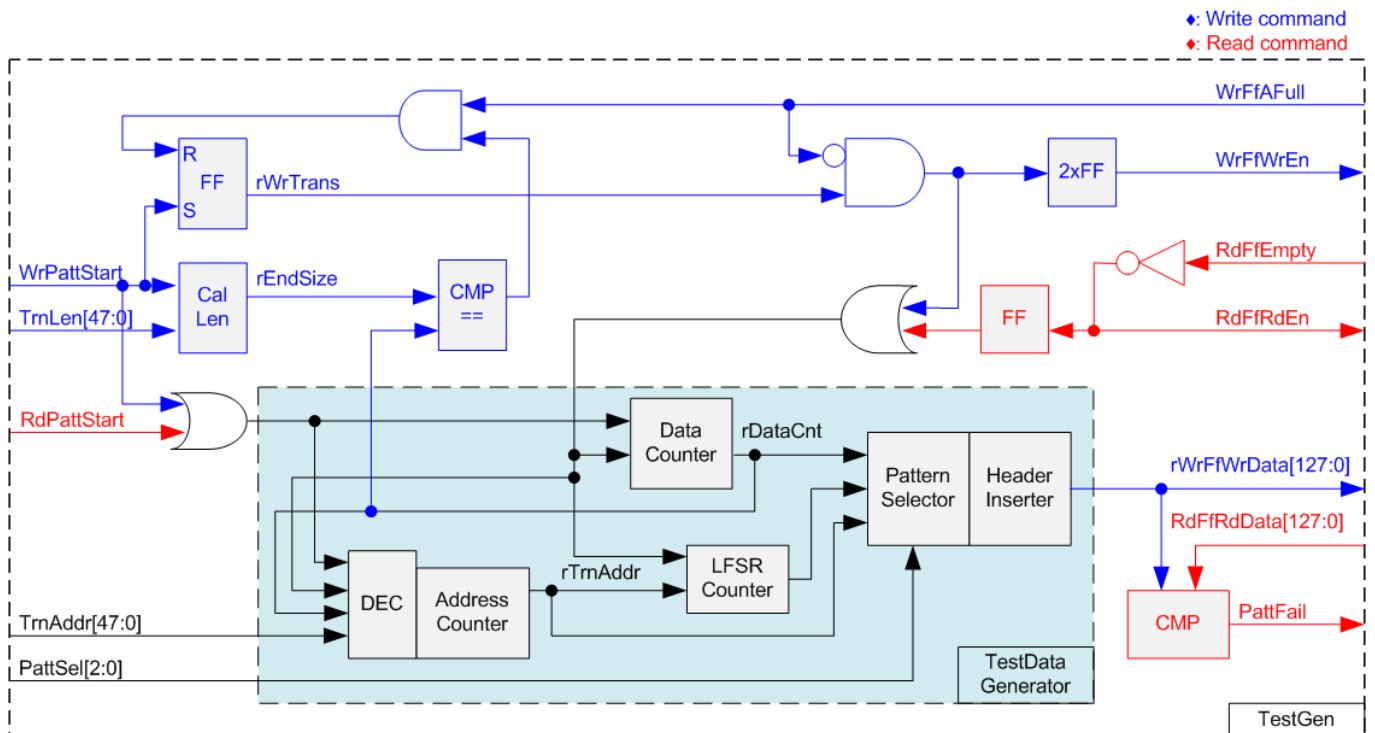 ♦: Write command
♦: Read command
WrFfAFull
R
FF
S
rWrTrans
2xFF
WrFfWrEn
WrPattStart
Cal
Len
rEndSize
CMP
==
RdFfEmpty
TrnLen[47:0]
FF
RdFfRdEn
RdPattStart
Data
Counter
rDataCnt
Pattern
Selector
Header
Inserter
rWrFfWrData[127:0]
RdFfRdData[127:0]
DEC
Address
Counter
rTrnAddr
LFSR
Counter
TrnAddr[47:0]
CMP
PattFail
PattSel[2:0]
TestData
Generator
TestGen